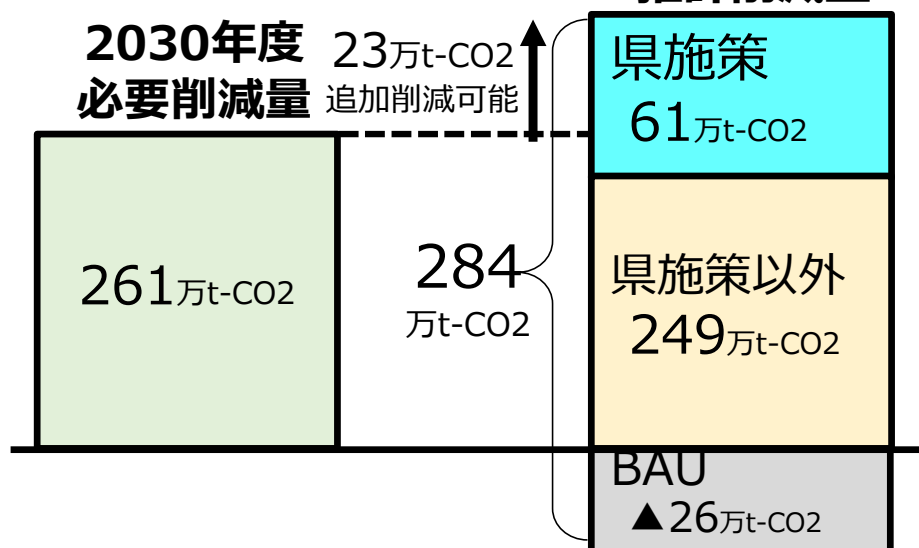 2030年度
必要削減量
23万t-CO2
追加削減可能
261万t-CO2
284
万t-CO2
県施策
61万t-CO2
県施策以外
249万t-CO2
BAU
▲26万t-CO2